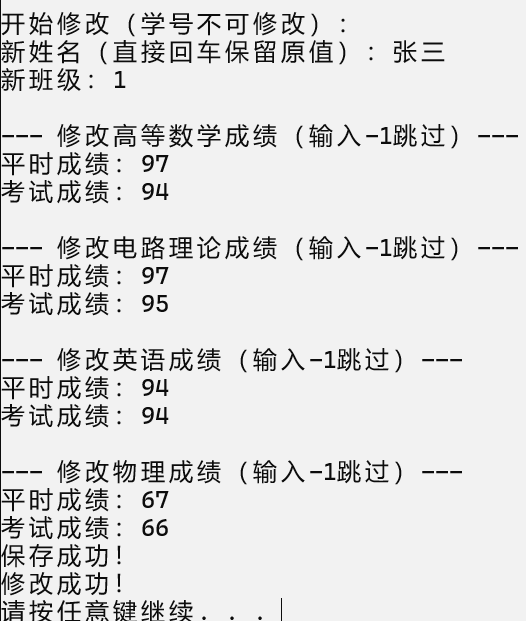 开始修改（学号不可修改）：
新姓名（直接回车保留原值）：张三
新班级：1
--- 修改高等数学成绩（输入-1跳过）---
平时成绩：97
考试成绩：94
--- 修改电路理论成绩（输入-1跳过）---
平时成绩：97
考试成绩：95
--- 修改英语成绩（输入-1跳过）---
平时成绩：94
考试成绩：94
--- 修改物理成绩（输入-1跳过）---
平时成绩：67
考试成绩：66
保存成功！
修改成功！
请按任意键继续. . .